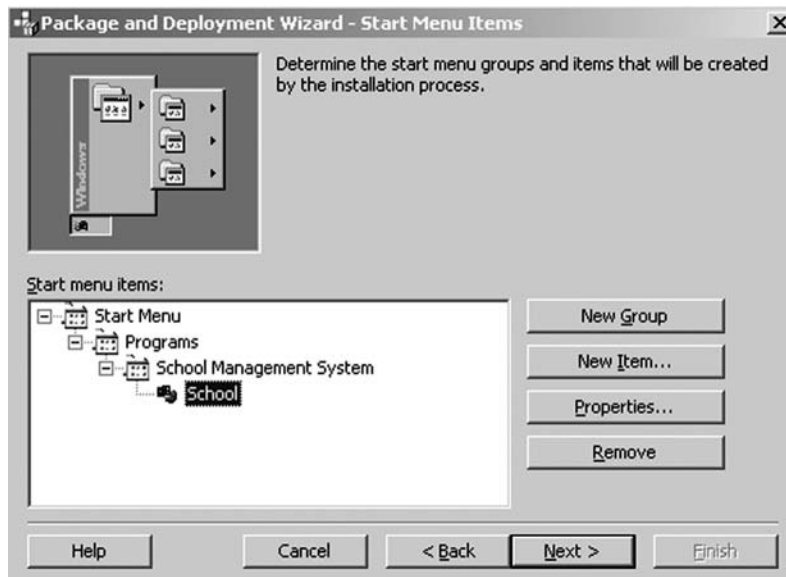 Package and Deployment Wizard - Start Menu Items
Determine the start menu groups and items that will be created
by the installation process.
Windows
Start menu items:
Start Menu
Programs
School Management System
School
New Group
New Item...
Properties...
Remove
Help
Cancel
< Back
Next >
Finish